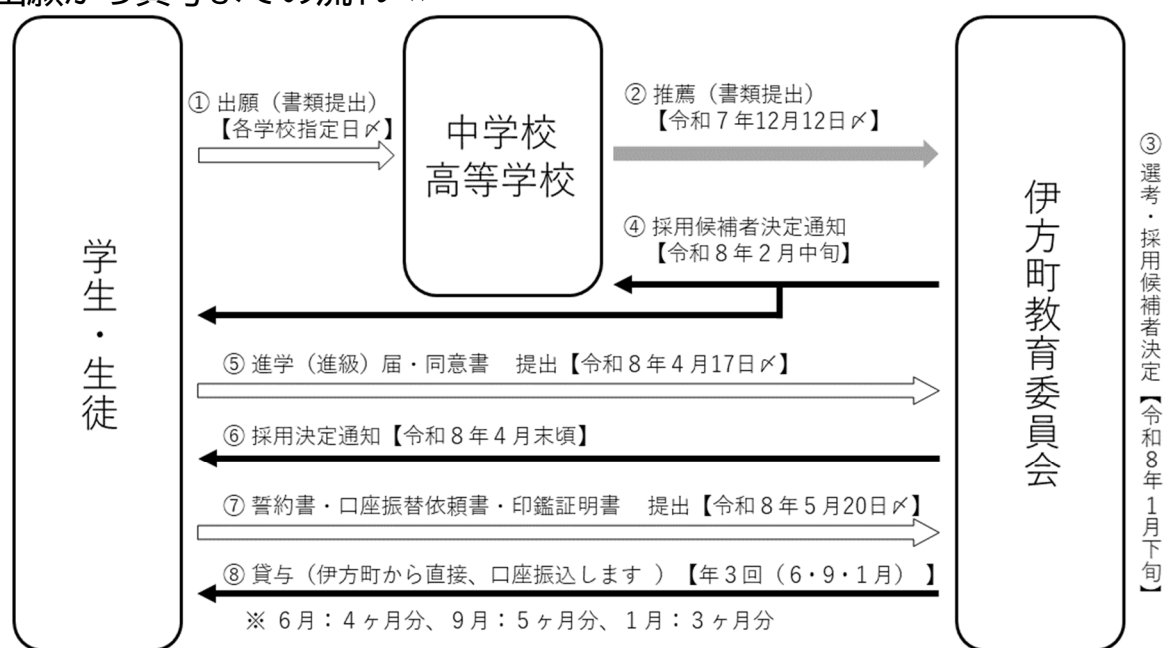 学生・生徒
① 出願（書類提出）
【各学校指定日〆】
中学校
高等学校
② 推薦（書類提出）
【令和７年12月12日〆】
伊方町教育委員会
③ 選考・採用候補者決定【令和８年１月下旬】
④ 採用候補者決定通知
【令和８年２月中旬】
⑤ 進学（進級）届・同意書　提出【令和８年４月17日〆】
⑥ 採用決定通知【令和８年４月末頃】
⑦ 誓約書・口座振替依頼書・印鑑証明書　提出【令和８年５月20日〆】
⑧ 貸与（伊方町から直接、口座振込します ）【年３回（６・９・１月） 】
※ ６月：４ヶ月分、９月：５ヶ月分、１月：３ヶ月分